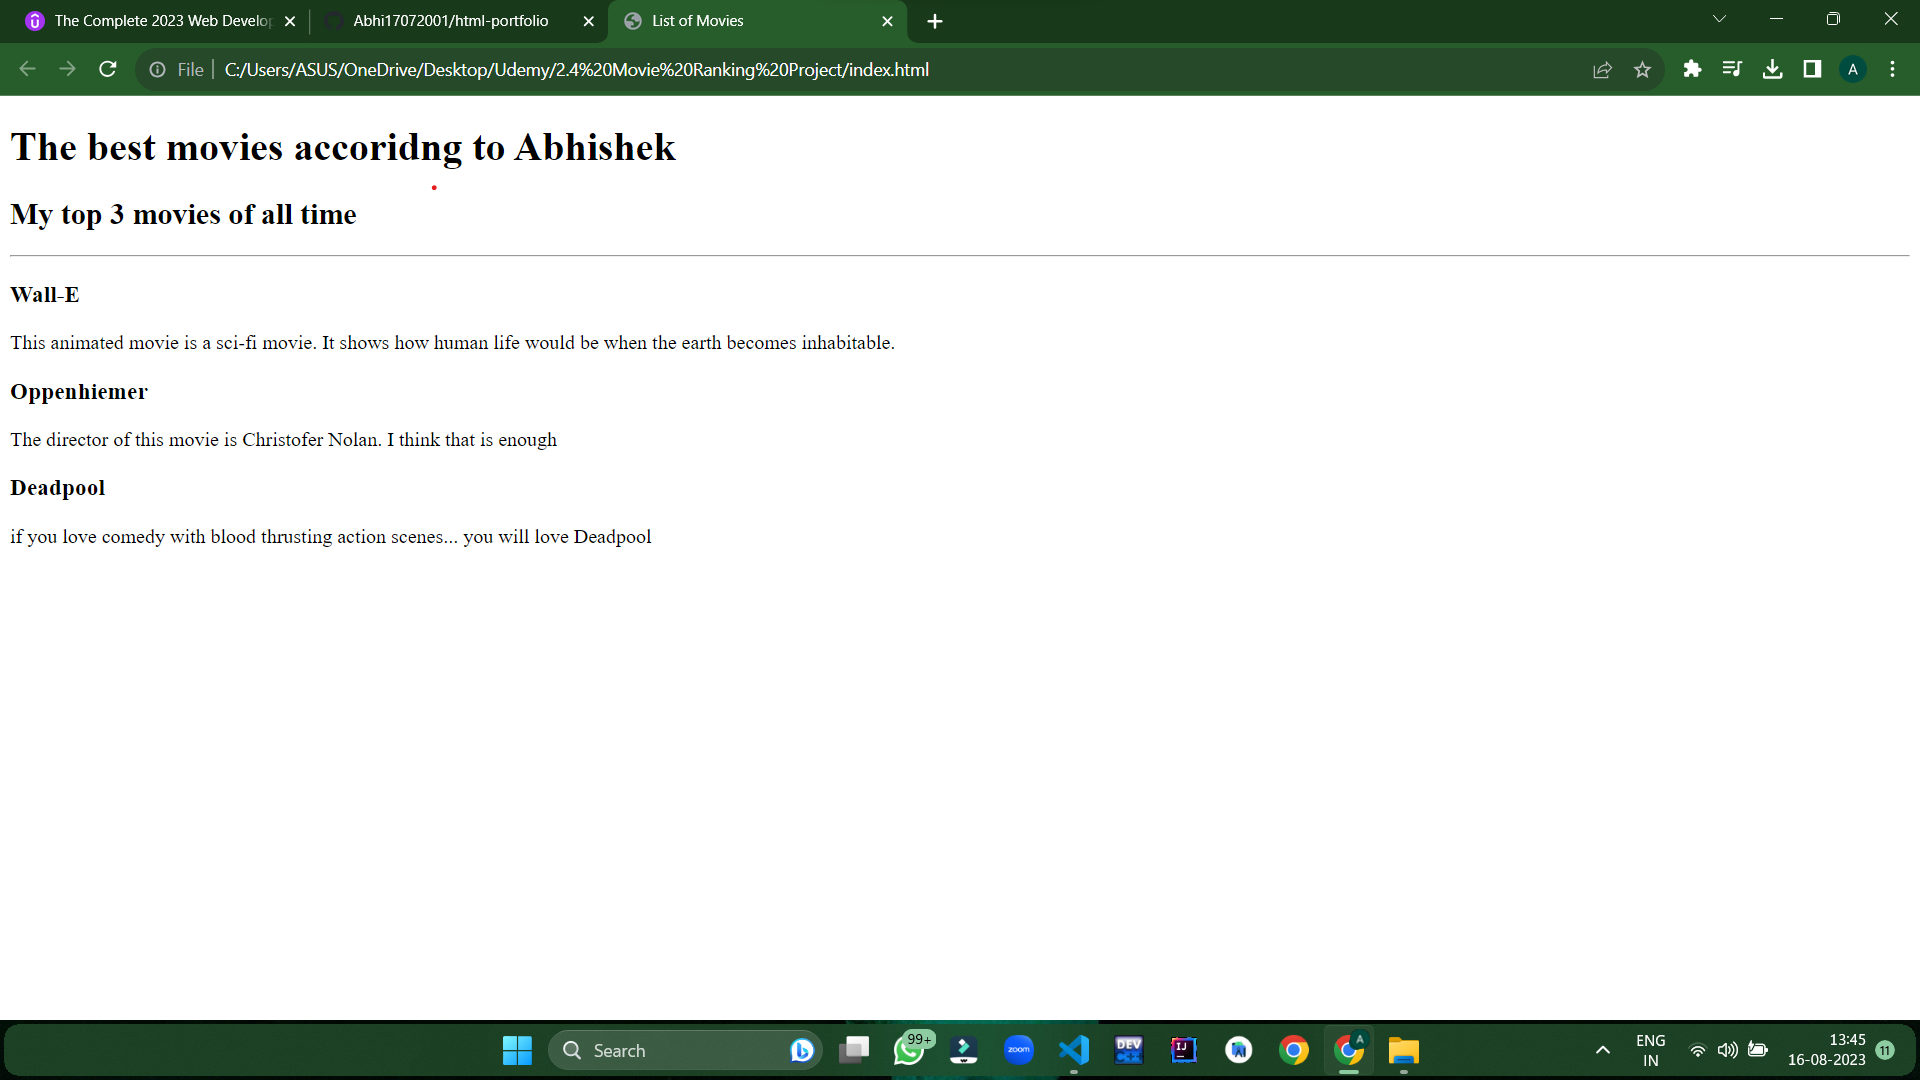 The Complete 2023 Web Develop
Abhi17072001/html-portfolio
List of Movies
File
C:/Users/ASUS/OneDrive/Desktop/Udemy/2.4%20Movie%20Ranking%20Project/index.html
A
The best movies accoridng to Abhishek
My top 3 movies of all time
Wall-E
This animated movie is a sci-fi movie. It shows how human life would be when the earth becomes inhabitable.
Oppenhiemer
The director of this movie is Christofer Nolan. I think that is enough
Deadpool
if you love comedy with blood thrusting action scenes... you will love Deadpool
Search
99+
zoom
DEV
IJ
A
ENG
IN
13:45
16-08-2023
11